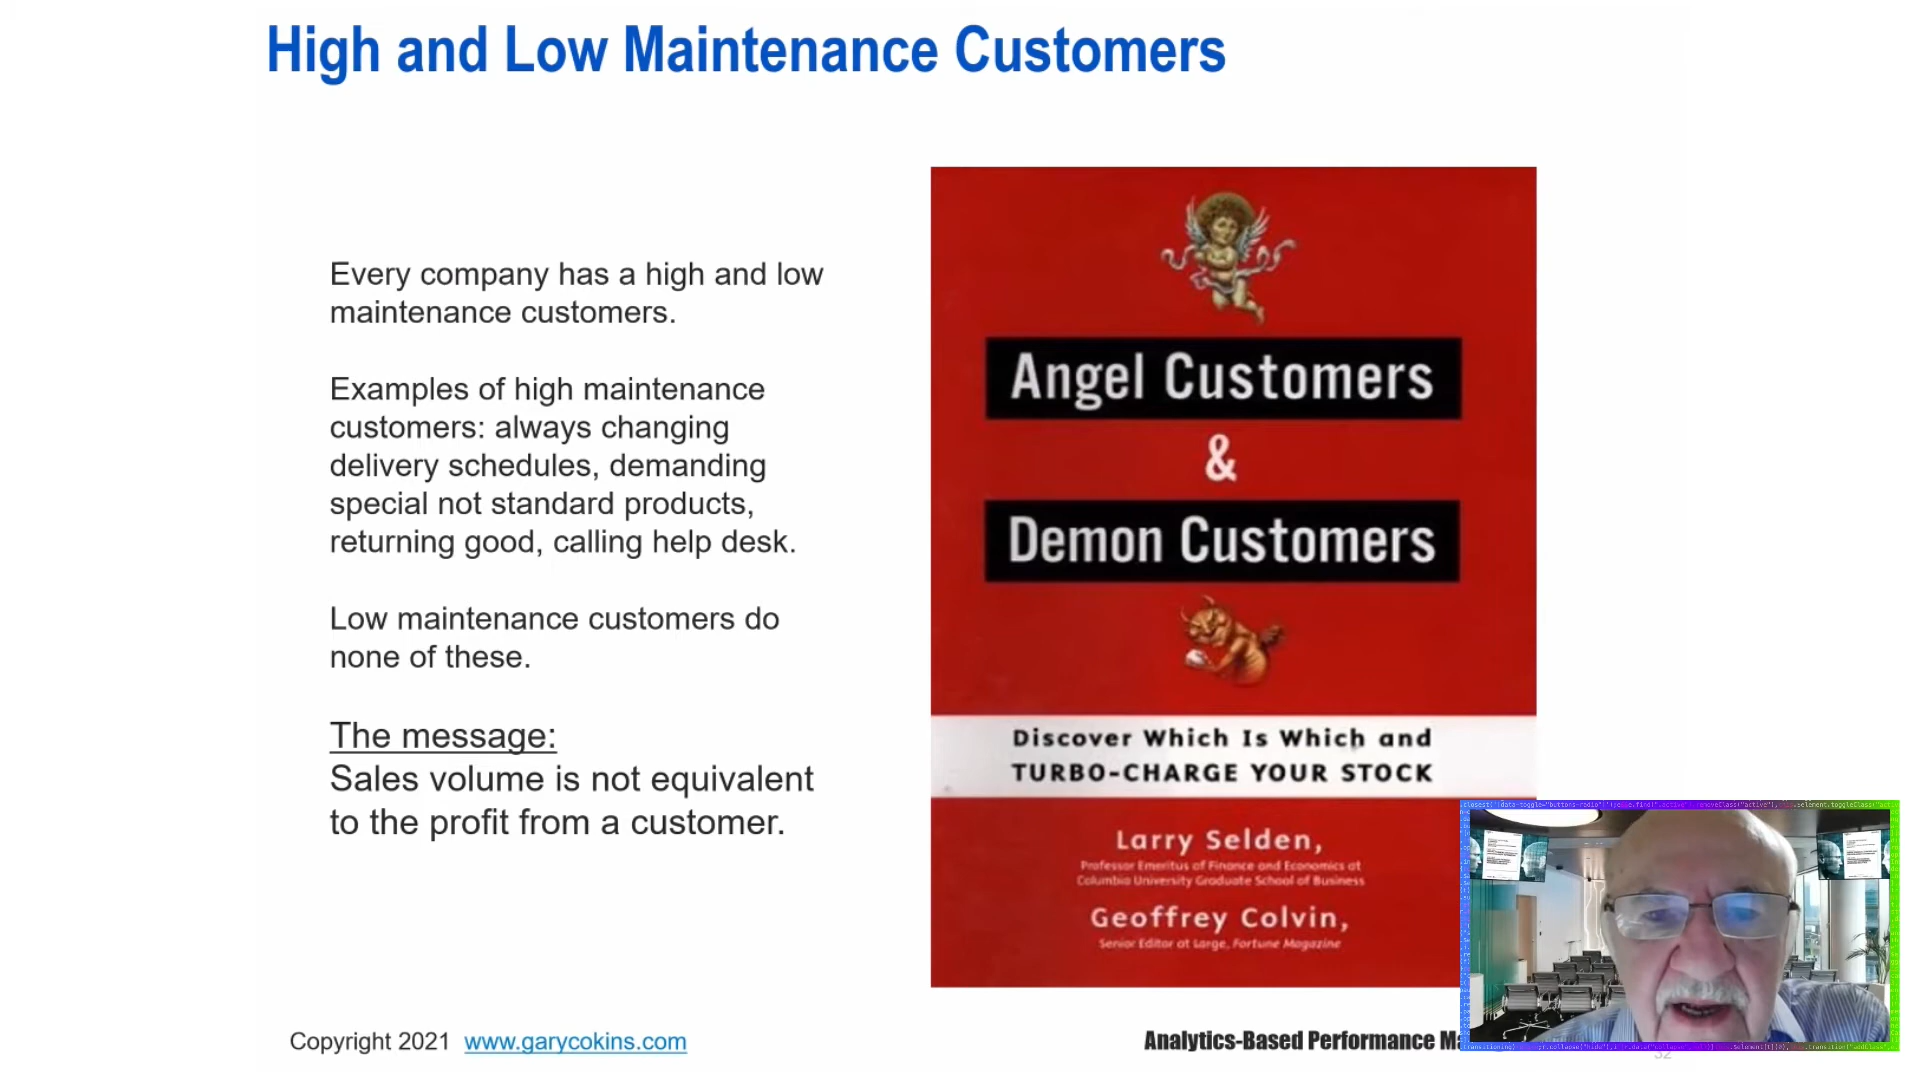 High and Low Maintenance Customers
Every company has a high and low
maintenance customers.
Examples of high maintenance
customers: always changing
delivery schedules, demanding
special not standard products,
returning good, calling help desk.
Low maintenance customers do
none of these.
The message:
Sales volume is not equivalent
to the profit from a customer.
Angel Customers
&
Demon Customers
Discover Which Is Which and
TURBO-CHARGE YOUR STOCK
Larry Selden,
Professor Emeritus of Finance and Economics at
Columbia University Graduate School of Business
Geoffrey Colvin,
Senior Editor at Large, Fortune Magazine
Copyright 2021 www.garycokins.com
Analytics-Based Performance